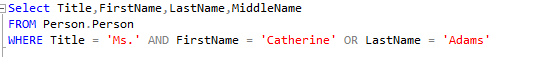 Select Title,FirstName,LastName,MiddleName
FROM Person.Person
WHERE Title = 'Ms.' AND FirstName = 'Catherine' OR LastName = 'Adams'